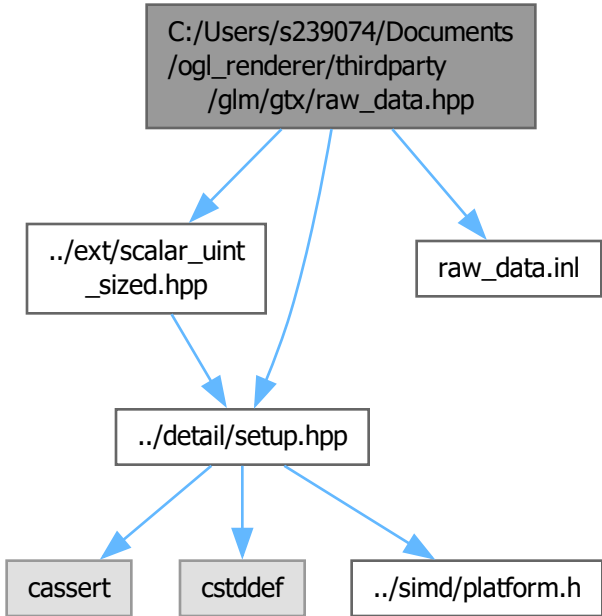 C:/Users/s239074/Documents
/ogl_renderer/thirdparty
/glm/gtx/raw_data.hpp
../ext/scalar_uint
_sized.hpp
raw_data.inl
../detail/setup.hpp
cassert
cstddef
../simd/platform.h